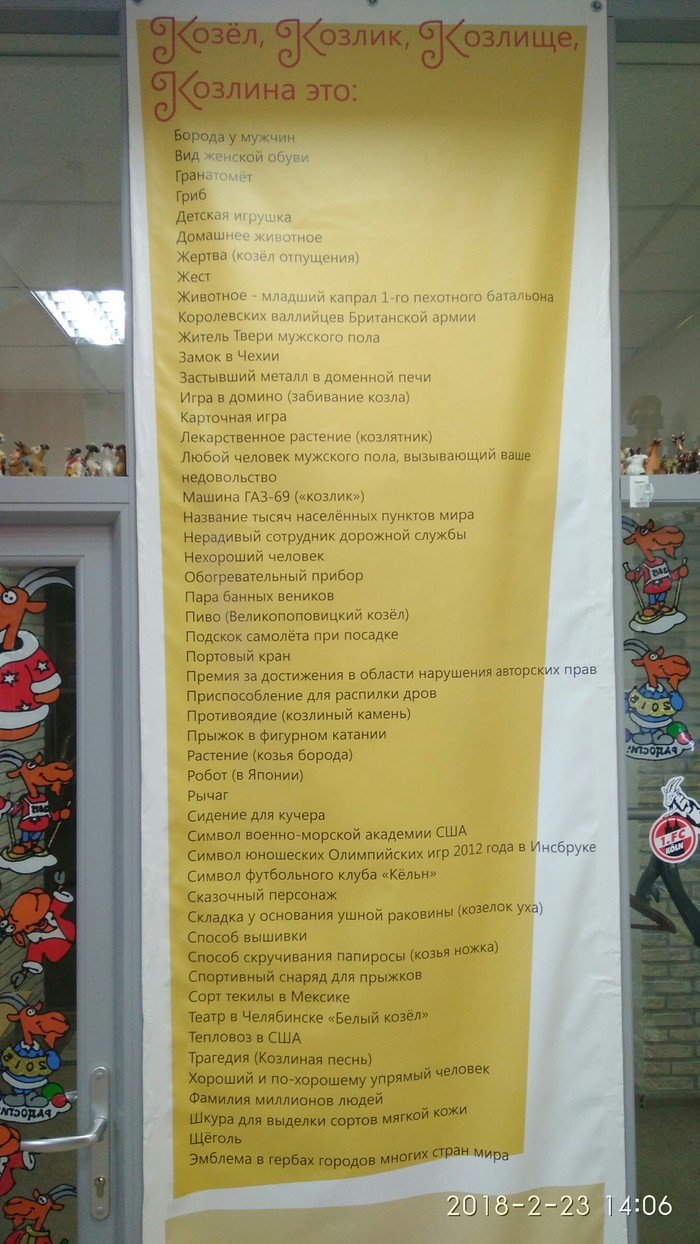 Козёл, Козлик, Козлище,
Козлина это:
Борода у мужчин
Вид женской обуви
Гранатомёт
Гриб
Детская игрушка
Домашнее животное
Жертва (козёл отпущения)
Жест
Животное - младший капрал 1-го пехотного батальона
Королевских валлийцев Британской армии
Житель Твери мужского пола
Замок в Чехии
Застывший металл в доменной печи
Игра в домино (забивание козла)
Карточная игра
Лекарственное растение (козлятник)
Любой человек мужского пола, вызывающий ваше
недовольство
Машина ГАЗ-69 («козлик»)
Название тысяч населённых пунктов мира
Нерадивый сотрудник дорожной службы
Нехороший человек
Обогревательный прибор
Пара банных веников
Пиво (Великопоповицкий козёл)
Подскок самолёта при посадке
Портовый кран
Премия за достижения в области нарушения авторских прав
Приспособление для распилки дров
Противоядие (козлиный камень)
Прыжок в фигурном катании
Растение (козья борода)
Робот (в Японии)
Рычаг
Сидение для кучера
Символ военно-морской академии США
Символ юношеских Олимпийских игр 2012 года в Инсбруке
Символ футбольного клуба «Кёльн»
Сказочный персонаж
Складка у основания ушной раковины (козелок уха)
Способ вышивки
Способ скручивания папиросы (козья ножка)
Спортивный снаряд для прыжков
Сорт текилы в Мексике
Театр в Челябинске «Белый козёл»
Тепловоз в США
Трагедия (Козлиная песнь)
Хороший и по-хорошему упрямый человек
Фамилия миллионов людей
Шкура для выделки сортов мягкой кожи
Щёголь
Эмблема в гербах городов многих стран мира
1.FC
KÖLN
2015
РАДОСТИ!
2018-2-23 14:06